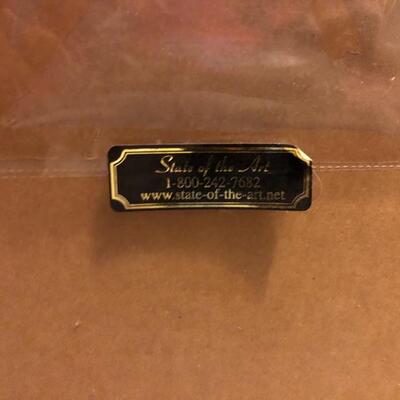 State of the Art
1-800-242-7682
www.state-of-the-art.net